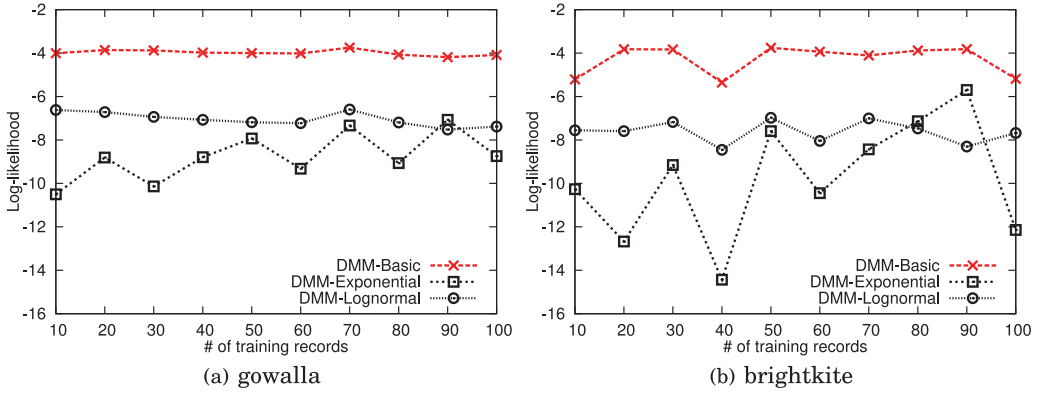 -2
-4
-6
-8
-10
-12
-14
-16
Log-likelihood
DMM-Basic
DMM-Exponential
DMM-Lognormal
10 20 30 40 50 60 70 80 90 100
# of training records
(a) gowalla
-2
-4
-6
-8
-10
-12
-14
-16
Log-likelihood
DMM-Basic
DMM-Exponential
DMM-Lognormal
10 20 30 40 50 60 70 80 90 100
# of training records
(b) brightkite